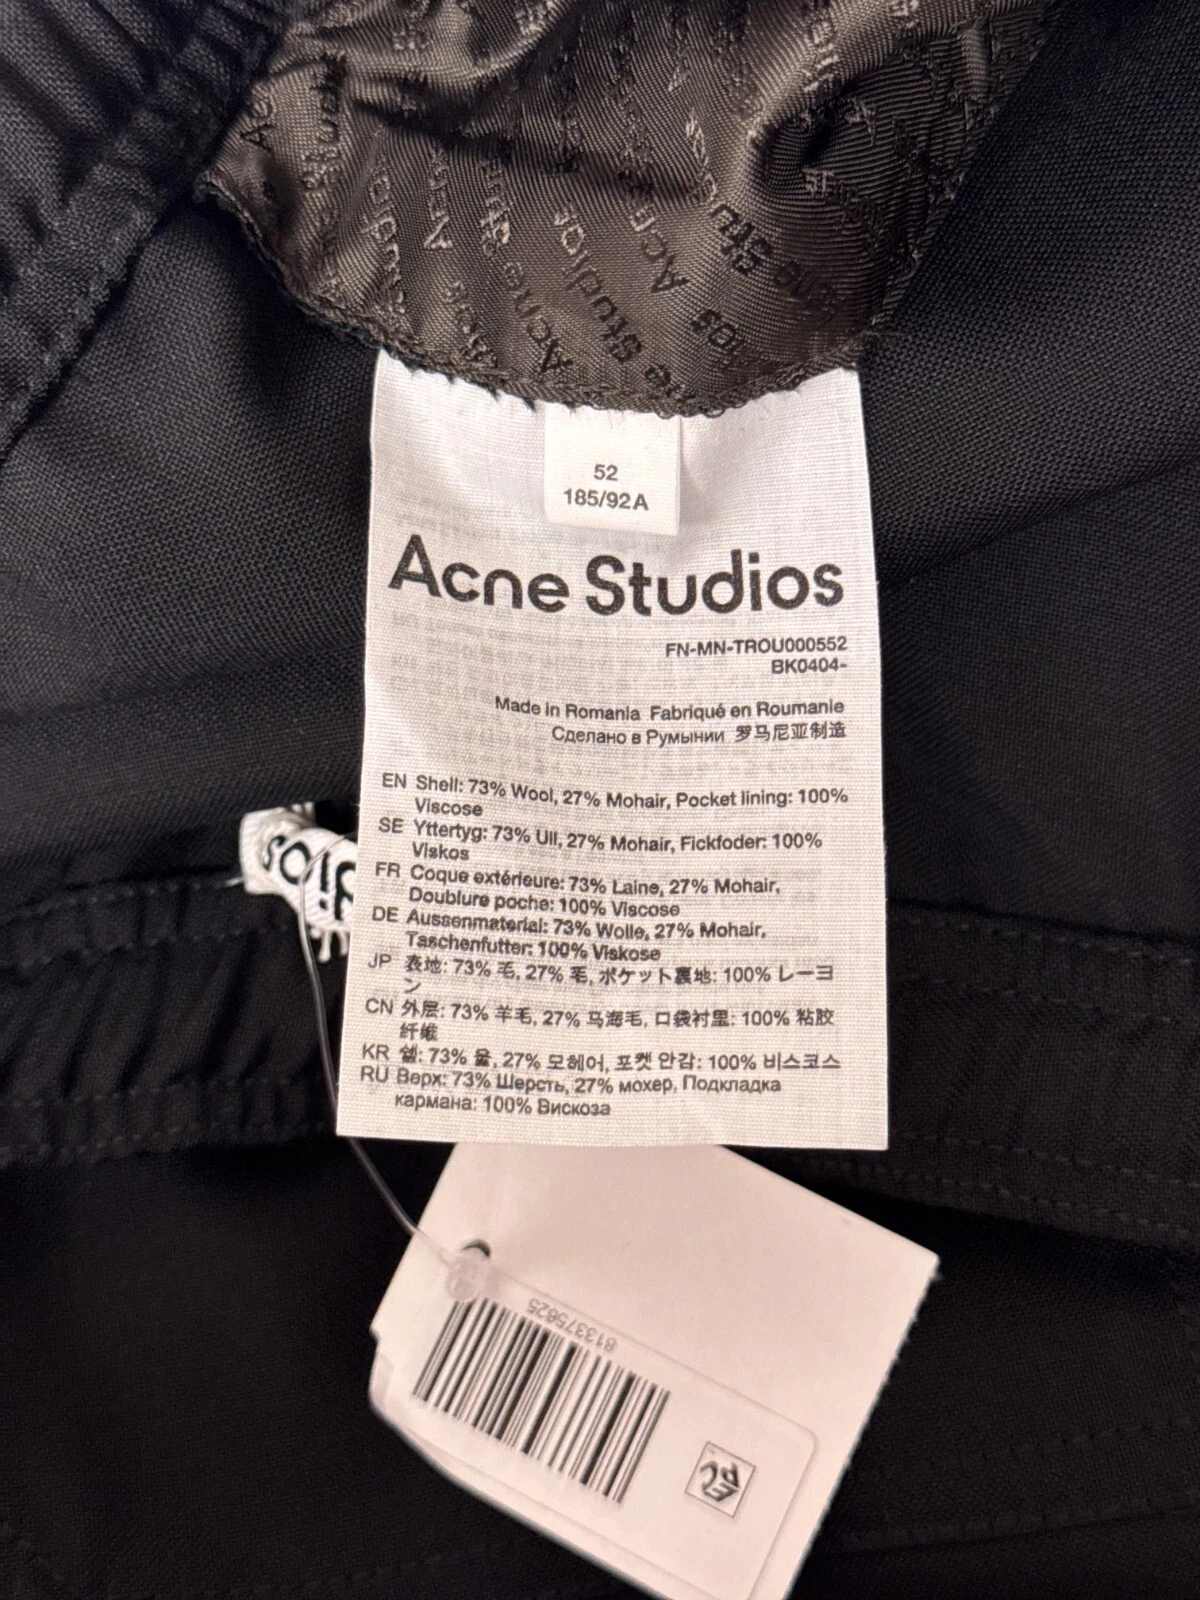 Acne Studios
52
185/92A
Acne Studios
FN-MN-TROU000552
BK0404-
Made in Romania Fabriqué en Roumanie
Сделано в Румынии 罗马尼亚制造
EN Shell: 73% Wool, 27% Mohair, Pocket lining: 100%
Viscose
SE Yttertyg: 73% Ull, 27% Mohair, Fickfoder: 100%
Viskos
FR Coque extérieure: 73% Laine, 27% Mohair,
Doublure poche: 100% Viscose
DE Aussenmaterial: 73% Wolle, 27% Mohair,
Taschenfutter: 100% Viskose
JP 表地: 73% 毛, 27% 毛, ポケット裏地: 100% レーヨ
ン
CN 外层: 73% 羊毛, 27% 马海毛, 口袋衬里: 100% 粘胶
纤维
KR 쉘: 73% 울, 27% 모헤어, 포켓 안감: 100% 비스코스
RU Верх: 73% Шерсть, 27% мохер, Подкладка
кармана: 100% Вискоза
813375625